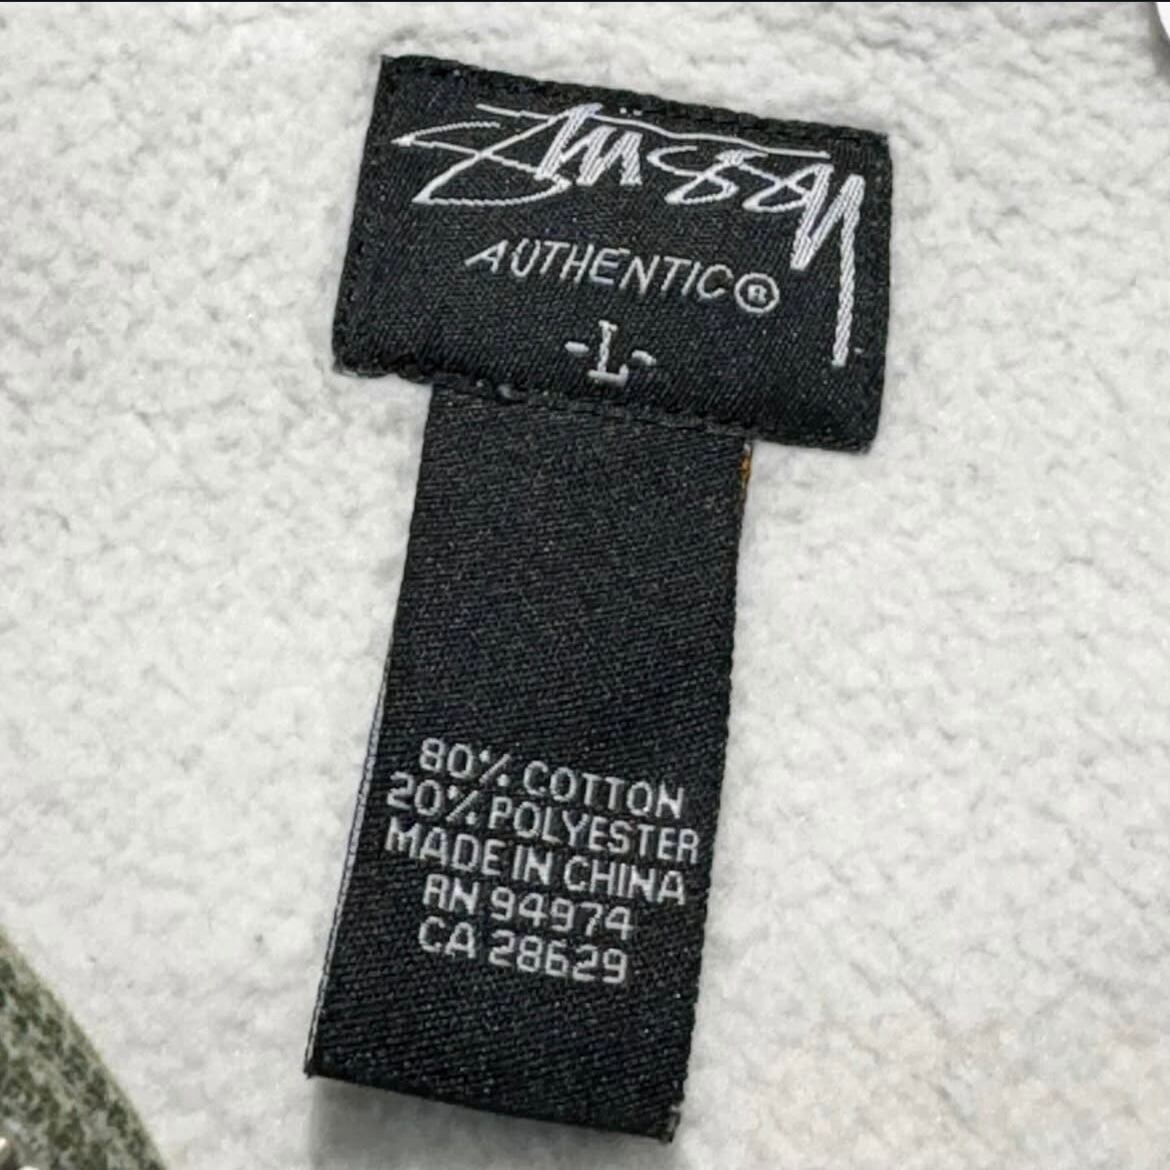 Stüssy
AUTHENTIC®
-L-
80% COTTON
20% POLYESTER
MADE IN CHINA
RN 94974
CA 28629